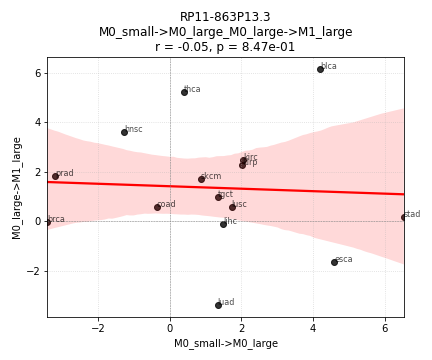 RP11-863P13.3
M0_small->M0_large_M0_large->M1_large
r = -0.05, p = 8.47e-01
M0_large->M1_large
6
4
2
0
−2
blca
thca
hnsc
kirc
kirp
prad
skcm
tgct
coad
lusc
stad
brca
lihc
esca
luad
−2
0
2
4
6
M0_small->M0_large